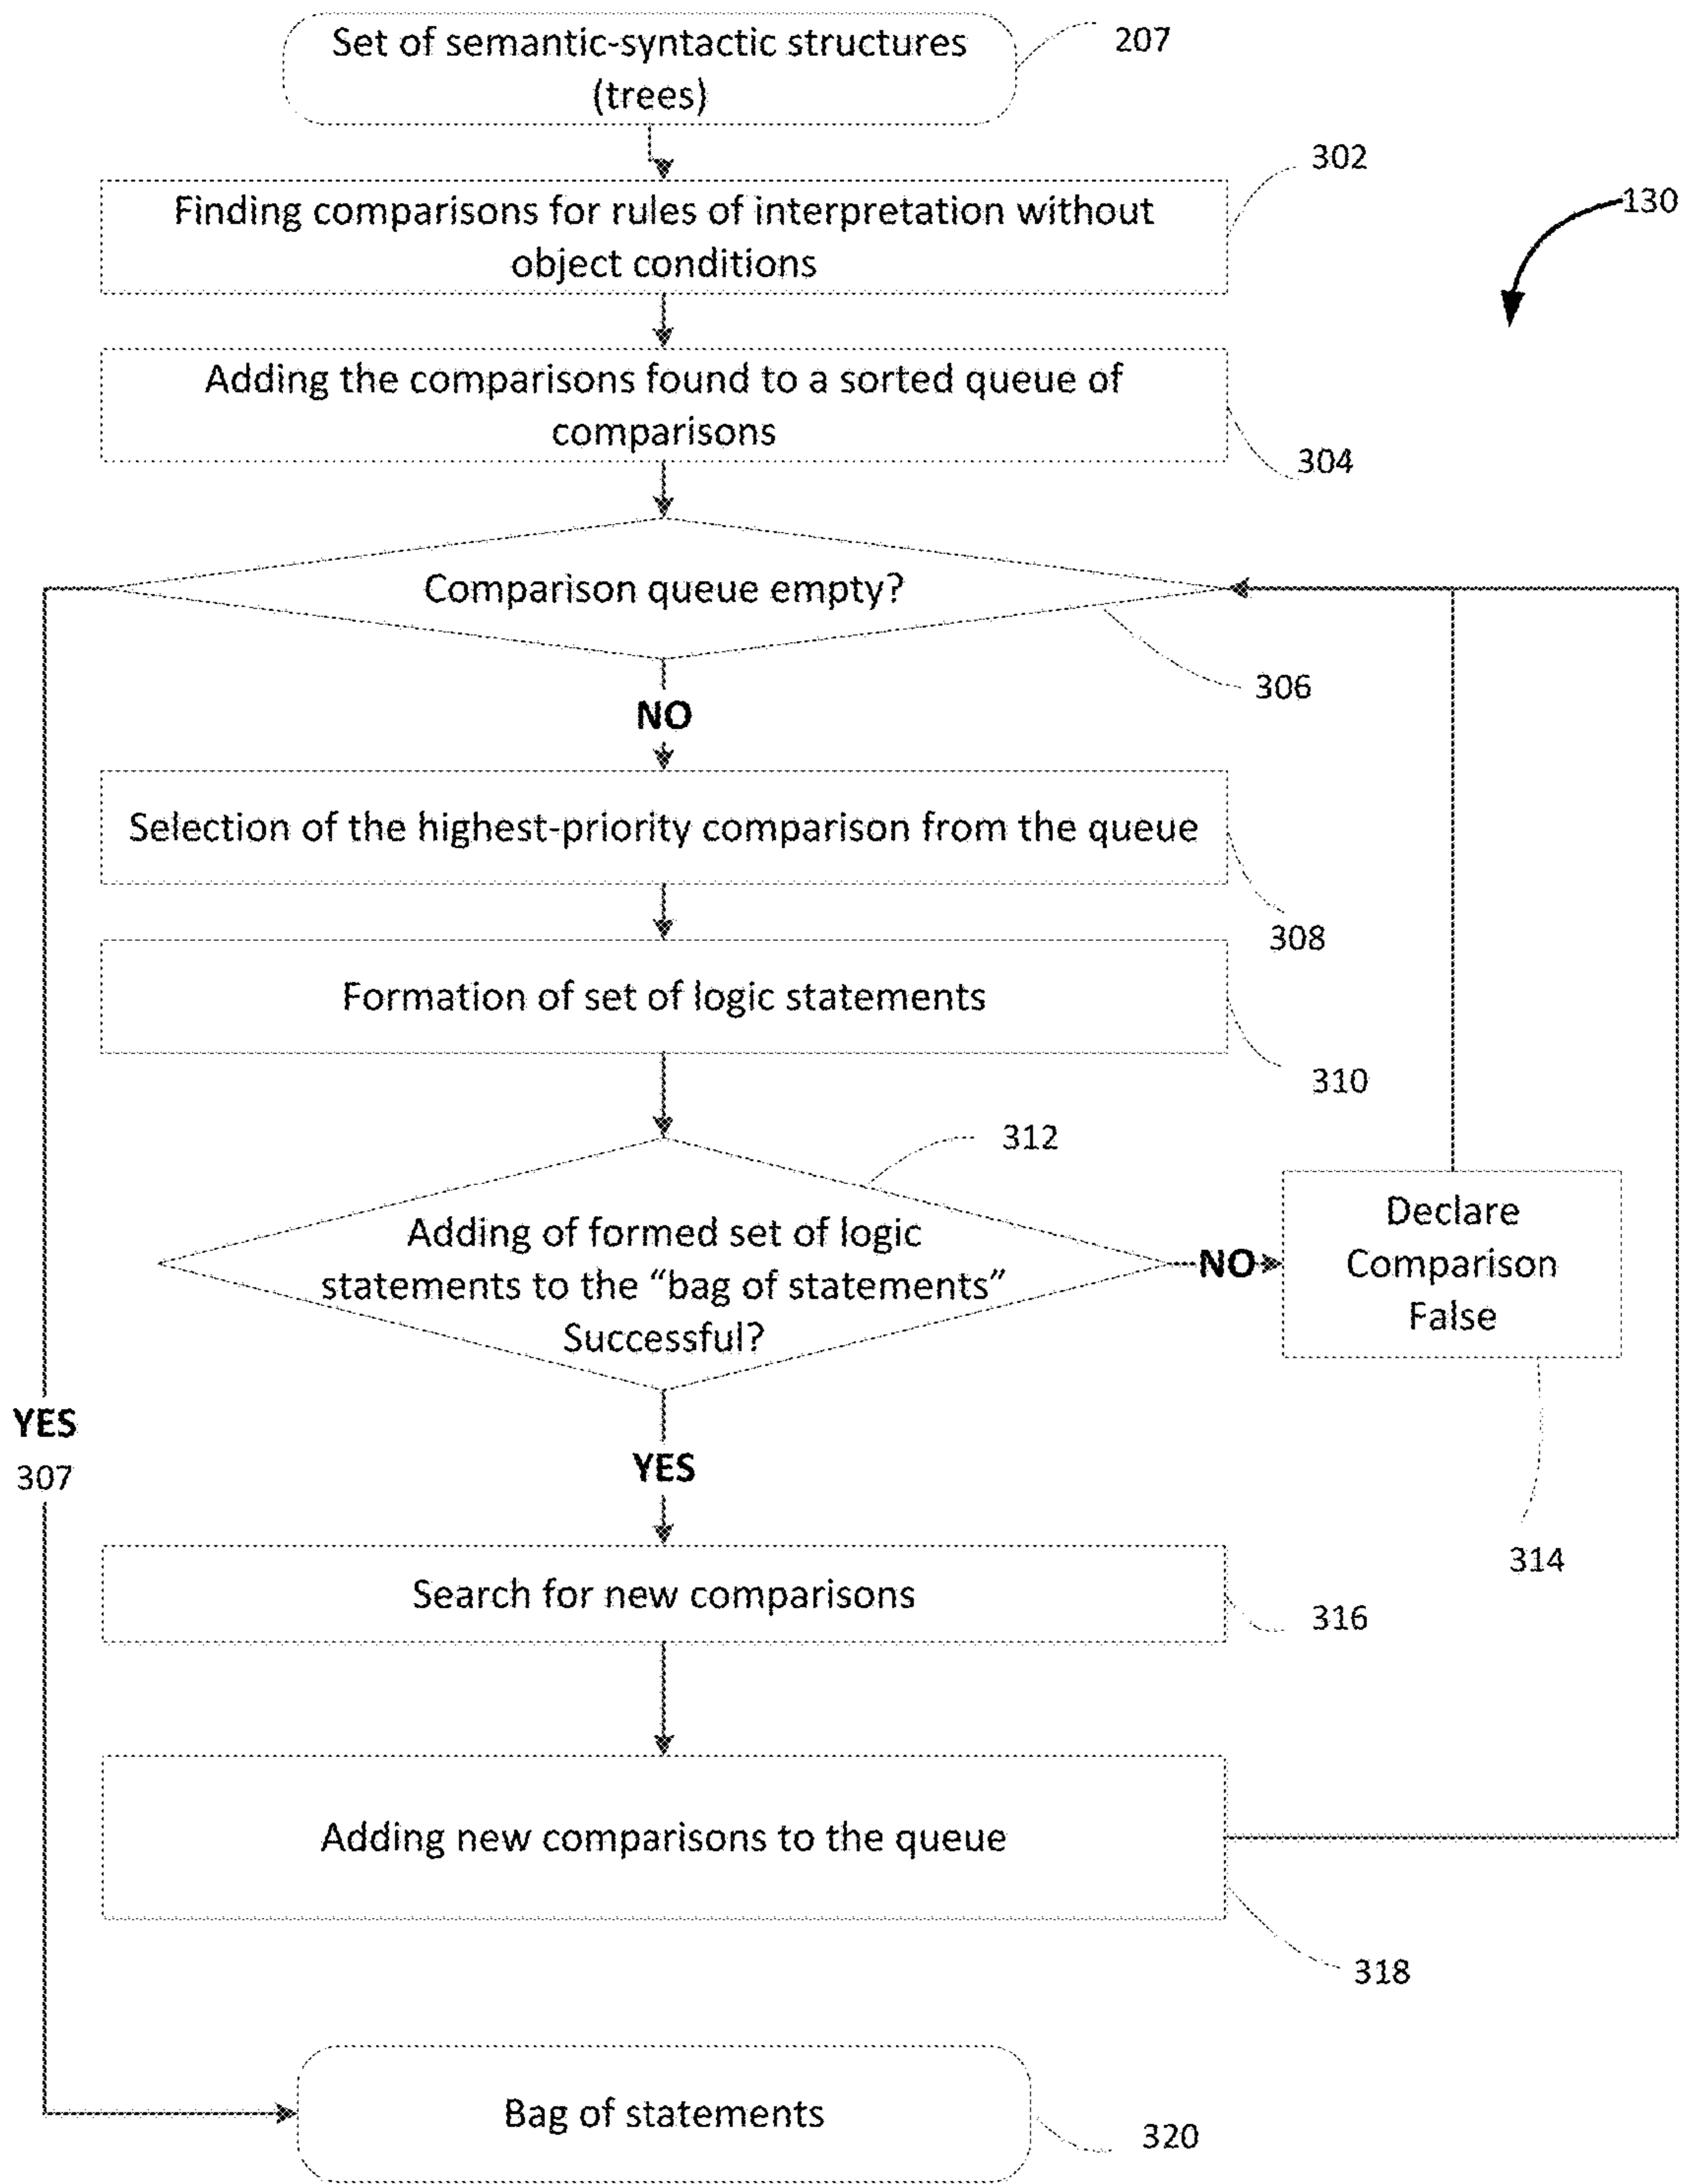 Set of semantic-syntactic structures
(trees)
207
302
Finding comparisons for rules of interpretation without
object conditions
130
Adding the comparisons found to a sorted queue of
comparisons
304
Comparison queue empty?
306
NO
Selection of the highest-priority comparison from the queue
308
Formation of set of logic statements
310
312
Adding of formed set of logic
statements to the “bag of statements”
Successful?
NO
Declare
Comparison
False
314
YES
307
YES
Search for new comparisons
316
Adding new comparisons to the queue
318
Bag of statements
320